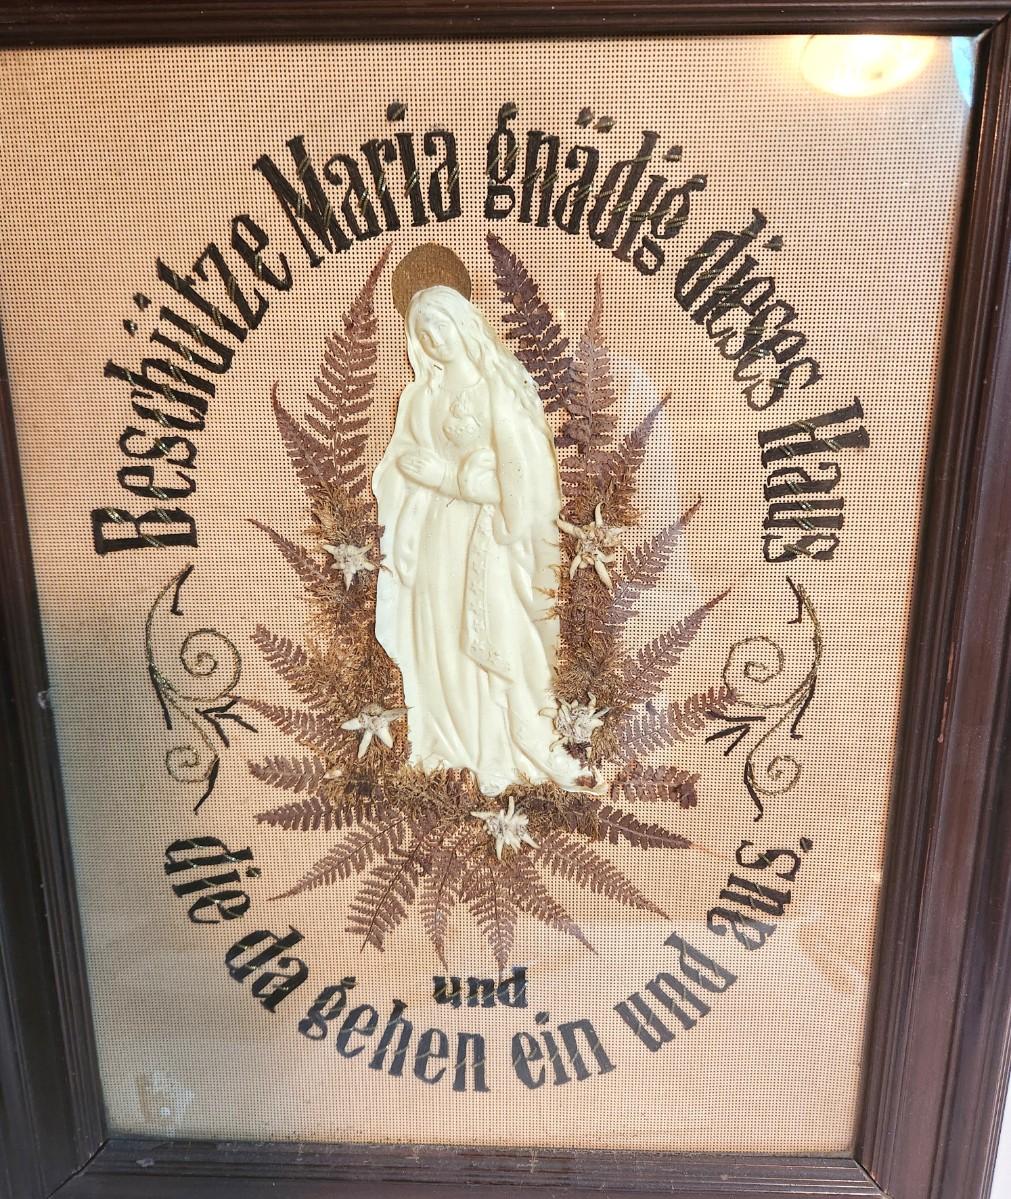 Beschütze Maria gnädig dieses Haus
und
die da gehen ein und aus.